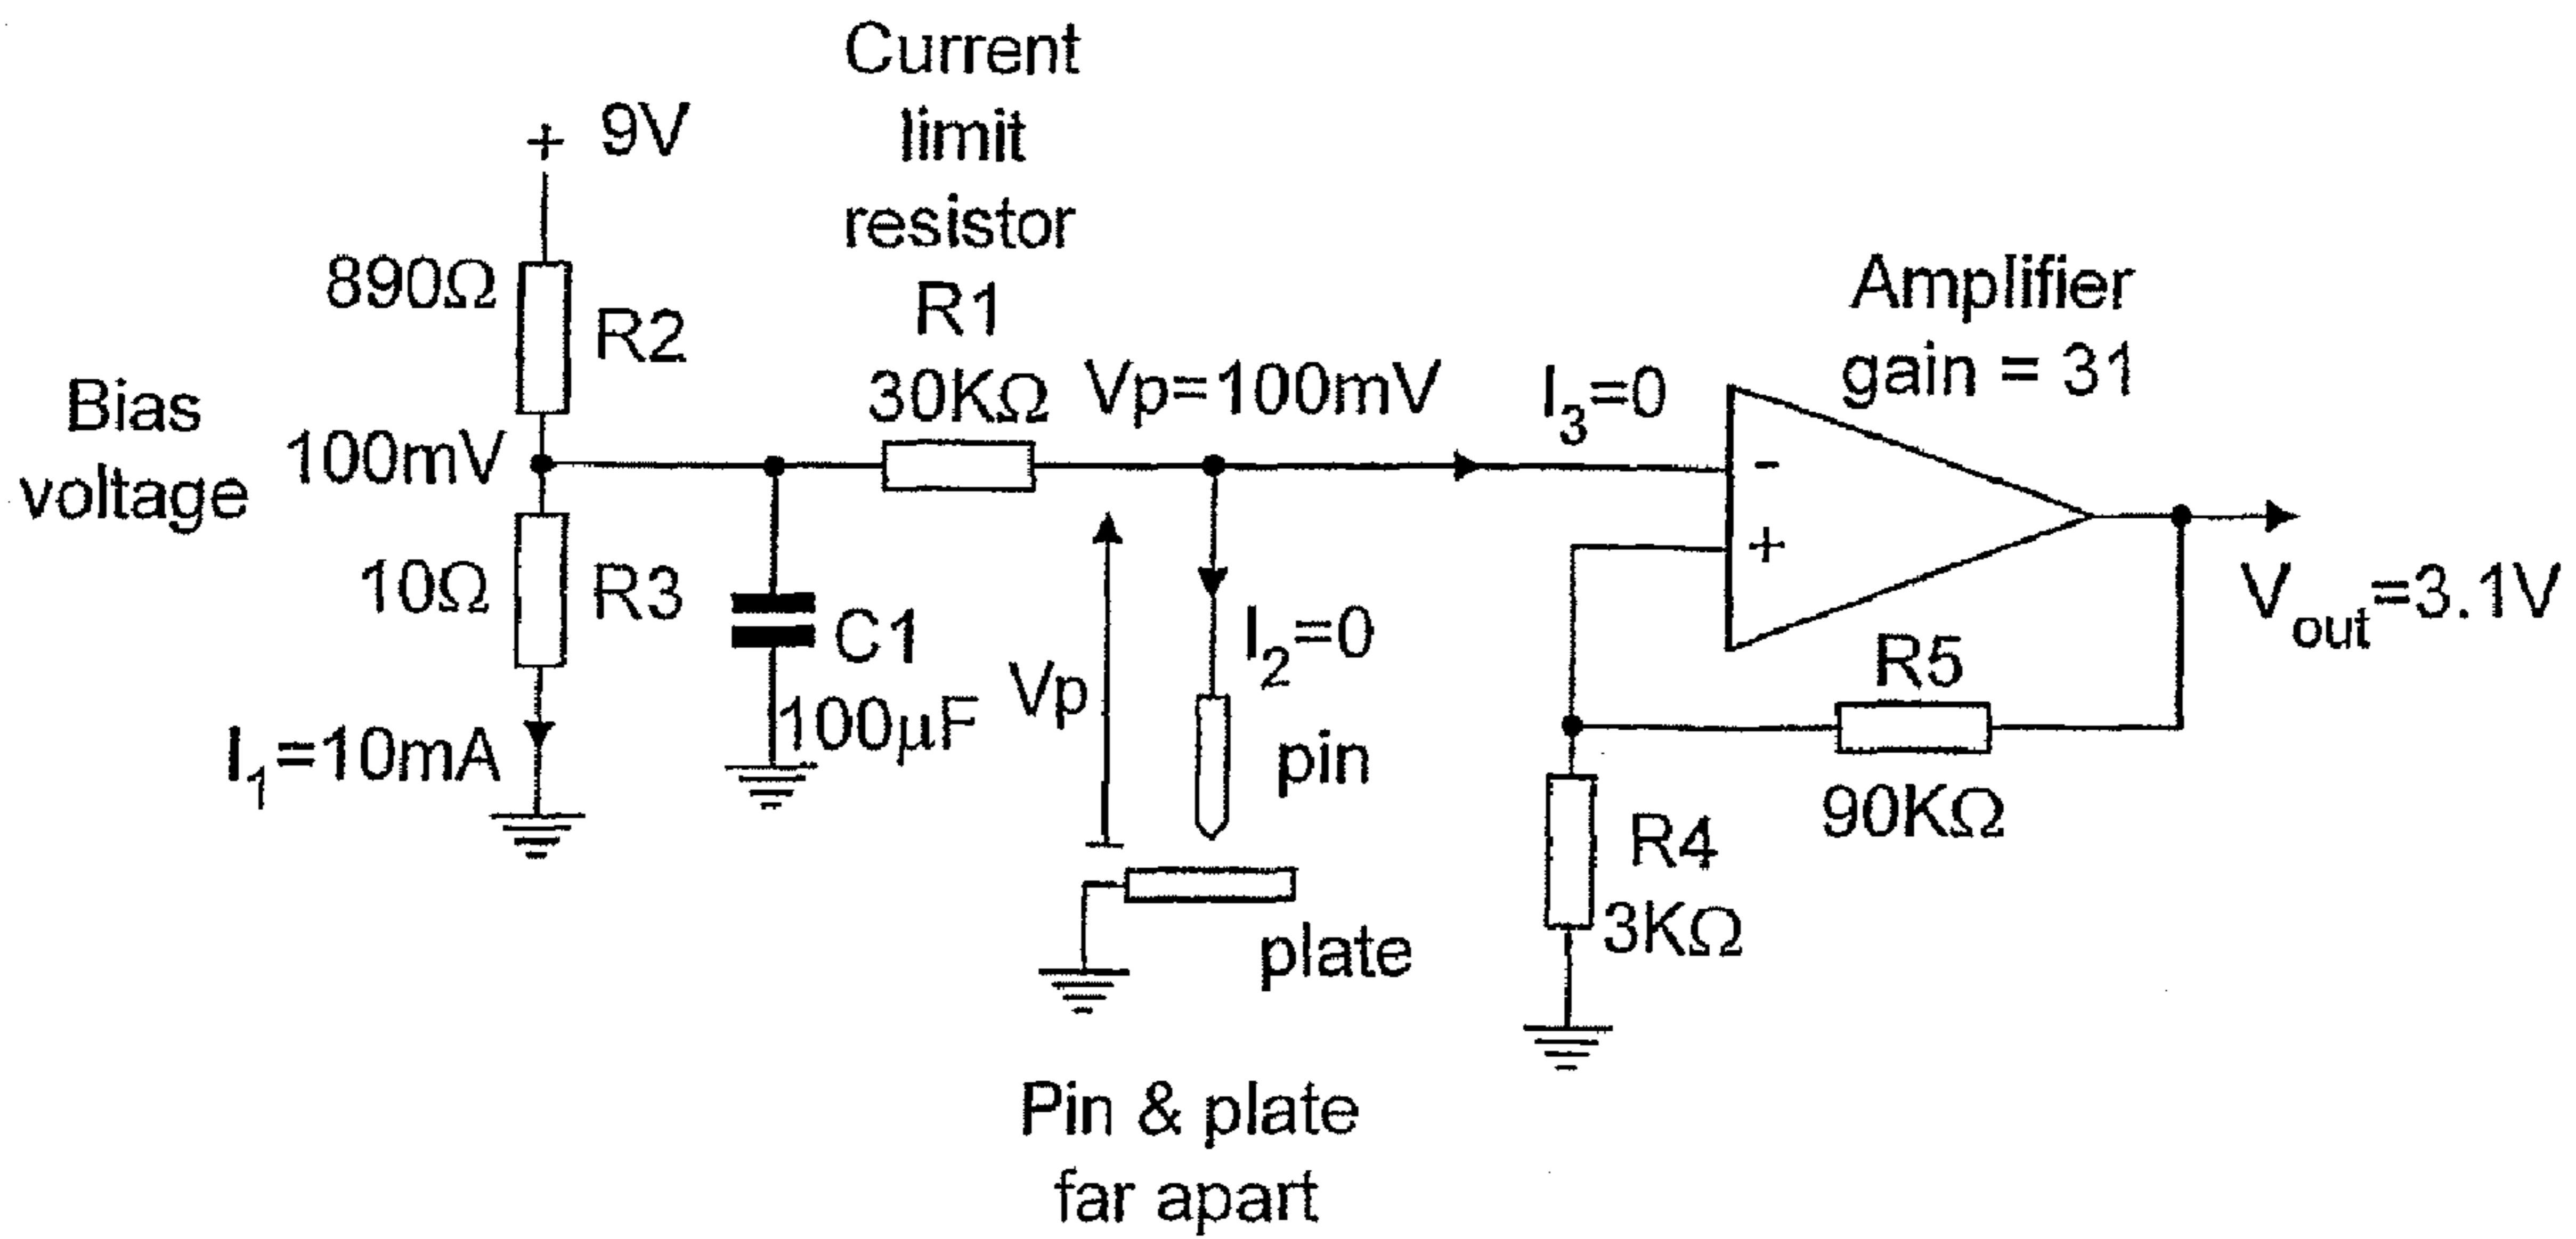 Current
limit
resistor
R1
30KΩ
+ 9V
890Ω
R2
Bias
voltage
100mV
10Ω
R3
I₁=10mA
C1
100µF
Vp=100mV
Vp
I₂=0
pin
plate
Pin & plate
far apart
I₃=0
Amplifier
gain = 31
-
+
Vout=3.1V
R5
90KΩ
R4
3KΩ